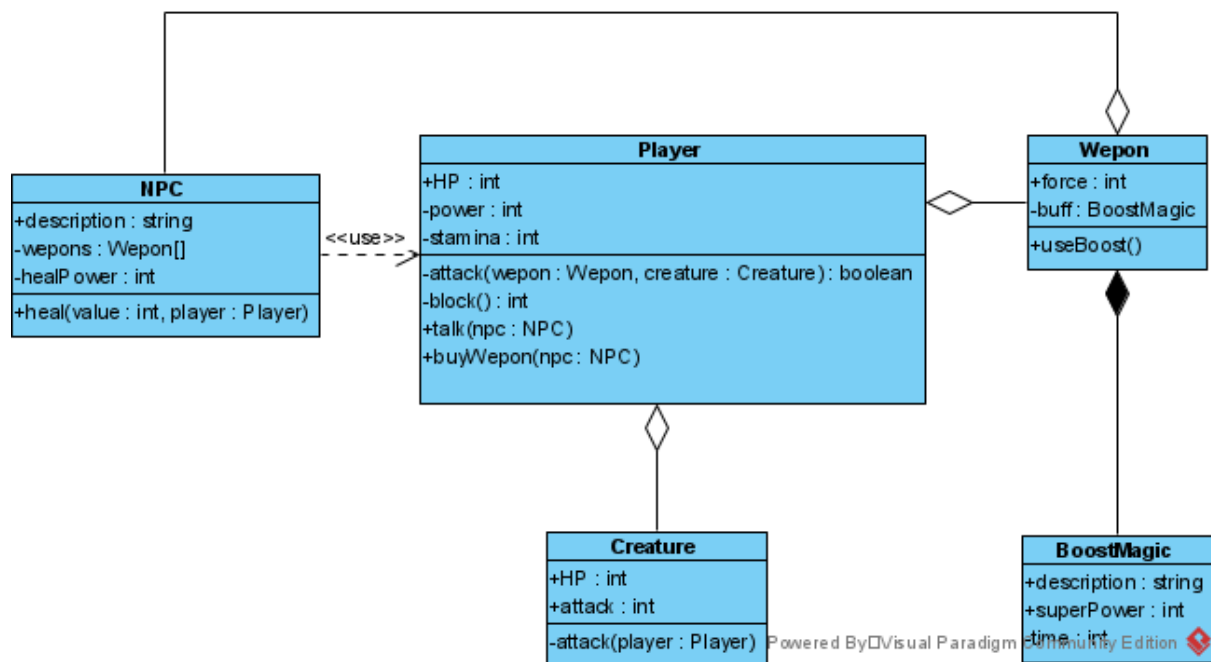 NPC
+description : string
-wepons : Wepon[]
-healPower : int
+heal(value : int, player : Player)
<<use>>
Player
+HP : int
-power : int
-stamina : int
-attack(wepon : Wepon, creature : Creature) : boolean
-block() : int
+talk(npc : NPC)
+buyWepon(npc : NPC)
Wepon
+force : int
-buff : BoostMagic
+useBoost()
Creature
+HP : int
+attack : int
-attack(player : Player)
BoostMagic
+description : string
+superPower : int
-time : int
Powered By□Visual Paradigm Community Edition